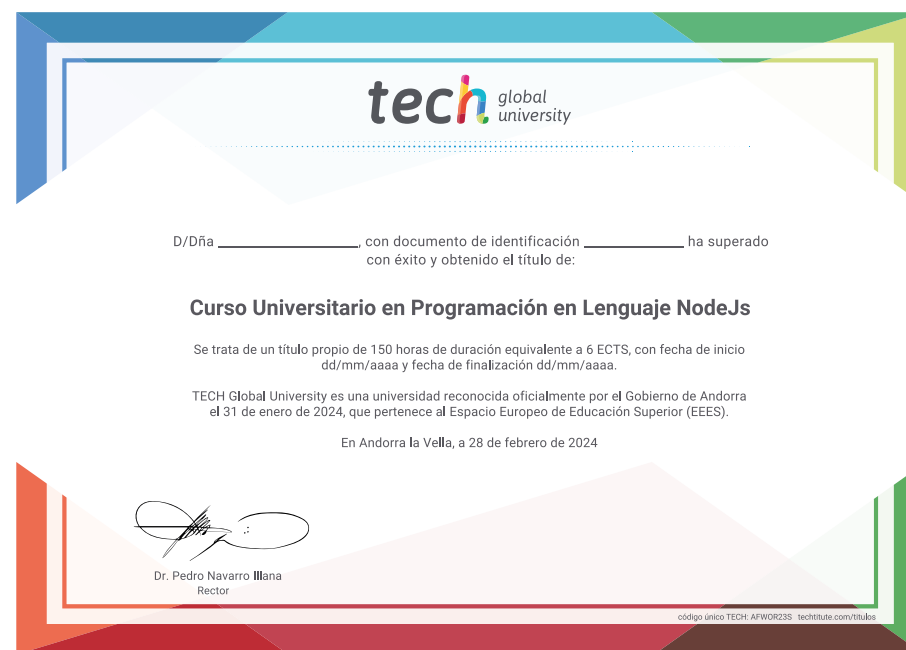 tech global university
D/Dña ____________________, con documento de identificación ______________ ha superado
con éxito y obtenido el título de:
Curso Universitario en Programación en Lenguaje NodeJs
Se trata de un título propio de 150 horas de duración equivalente a 6 ECTS, con fecha de inicio
dd/mm/aaaa y fecha de finalización dd/mm/aaaa.
TECH Global University es una universidad reconocida oficialmente por el Gobierno de Andorra
el 31 de enero de 2024, que pertenece al Espacio Europeo de Educación Superior (EEES).
En Andorra la Vella, a 28 de febrero de 2024
Dr. Pedro Navarro Illana
Rector
código único TECH: AFWOR23S techtitute.com/titulos